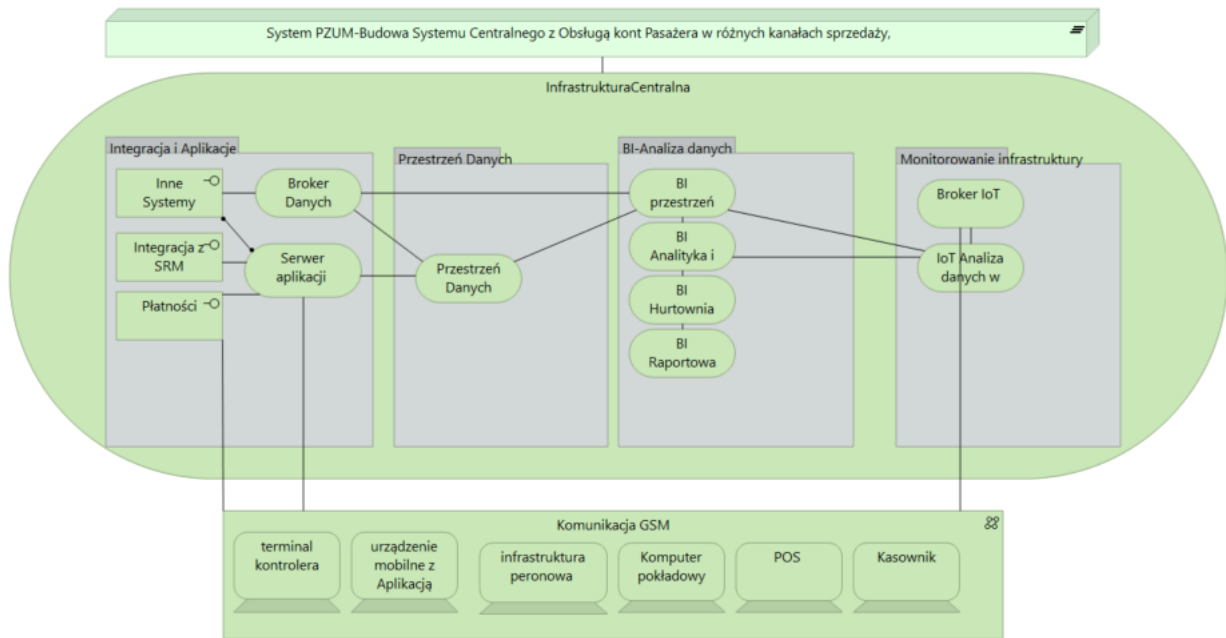 System PZUM-Budowa Systemu Centralnego z Obsługą kont Pasażera w różnych kanałach sprzedaży,
InfrastrukturaCentralna
Integracja i Aplikacje
Inne
Systemy
Broker
Danych
Integracja z
SRM
Serwer
aplikacji
Płatności
Przestrzeń Danych
Przestrzeń
Danych
BI-Analiza danych
BI
przestrzeń
BI
Analityka i
BI
Hurtownia
BI
Raportowa
Monitorowanie infrastruktury
Broker IoT
IoT Analiza
danych w
Komunikacja GSM
terminal
kontrolera
urządzenie
mobilne z
Aplikacją
infrastruktura
peronowa
Komputer
pokładowy
POS
Kasownik